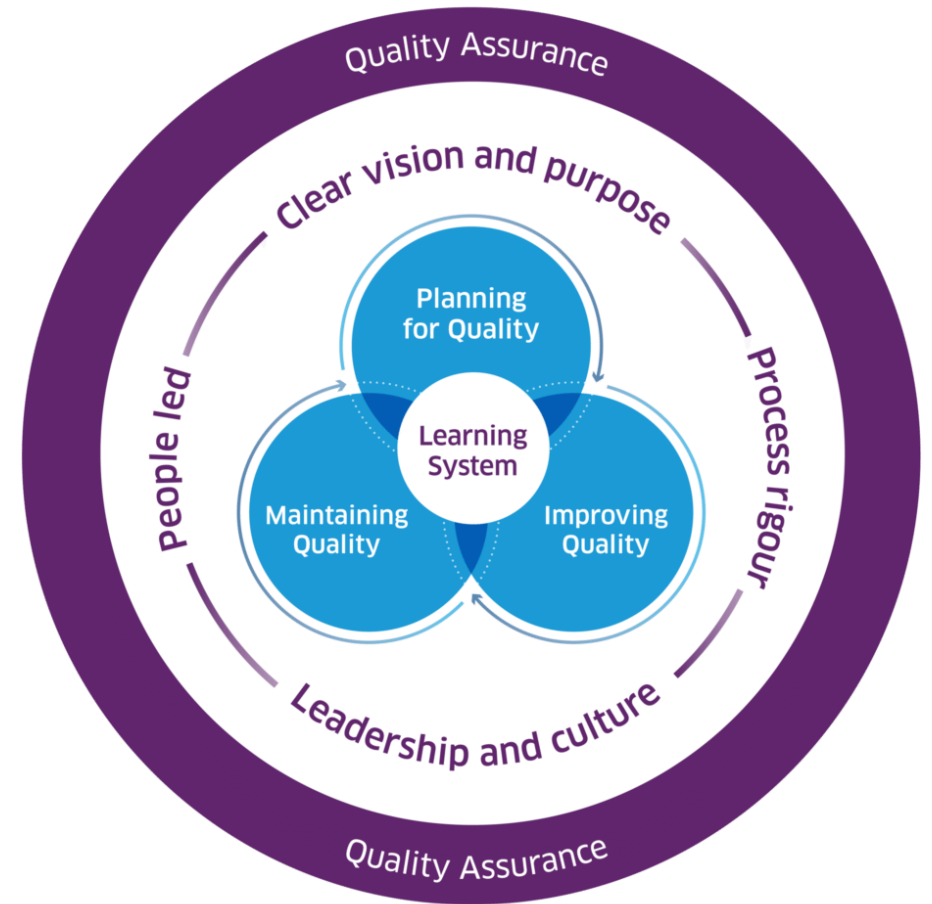 Quality Assurance
Clear vision and purpose
Planning
for Quality
Process rigour
People led
Learning
System
Maintaining
Quality
Improving
Quality
Leadership and culture
Quality Assurance